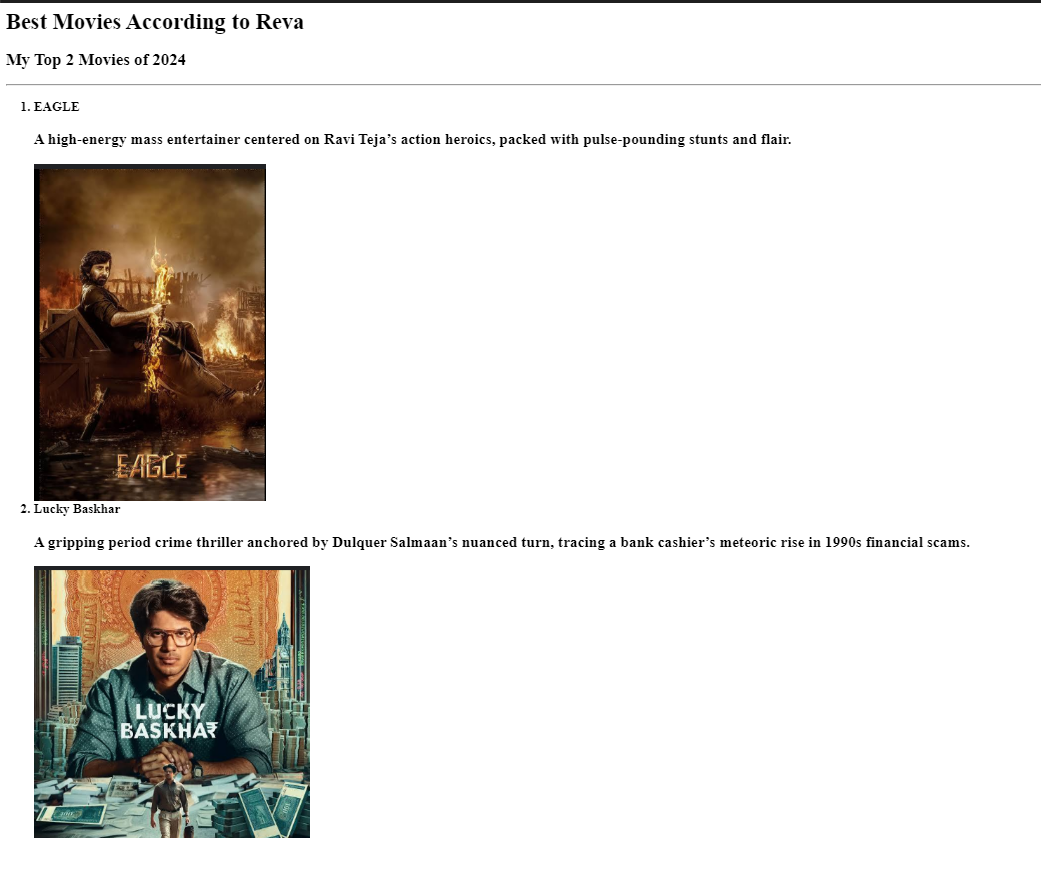 Best Movies According to Reva
My Top 2 Movies of 2024
1. EAGLE
A high-energy mass entertainer centered on Ravi Teja’s action heroics, packed with pulse-pounding stunts and flair.
EAGLE
2. Lucky Baskhar
A gripping period crime thriller anchored by Dulquer Salmaan’s nuanced turn, tracing a bank cashier’s meteoric rise in 1990s financial scams.
LUCKY
BASKHA₹